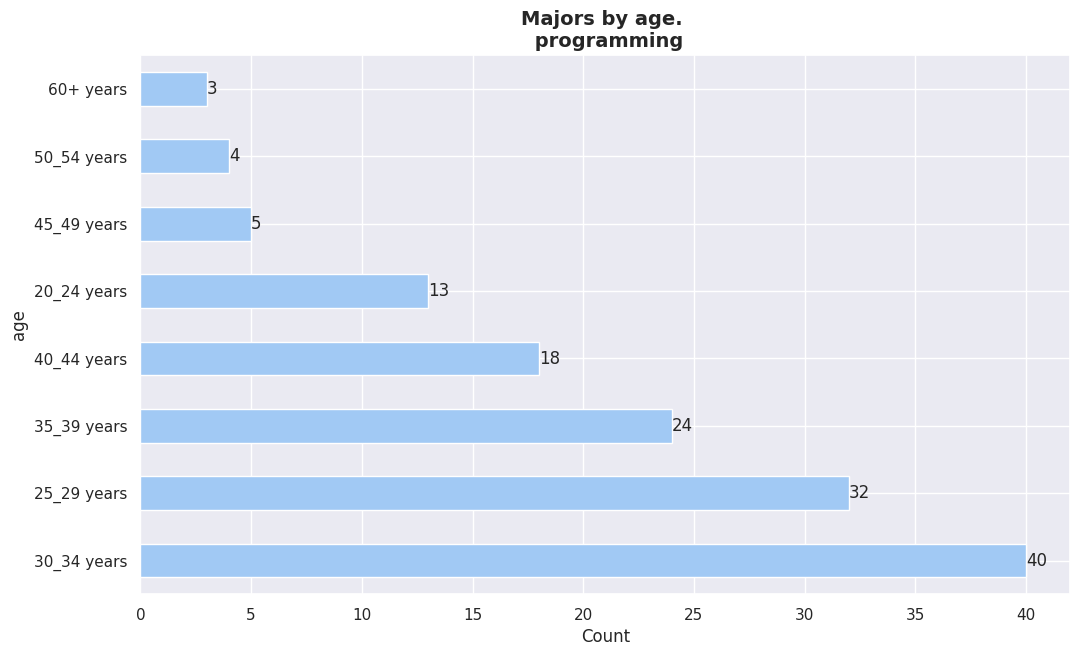 Majors by age.
programming
60+ years
3
50_54 years
4
45_49 years
5
20_24 years
13
40_44 years
18
35_39 years
24
25_29 years
32
30_34 years
40
age
0 5 10 15 20 25 30 35 40
Count